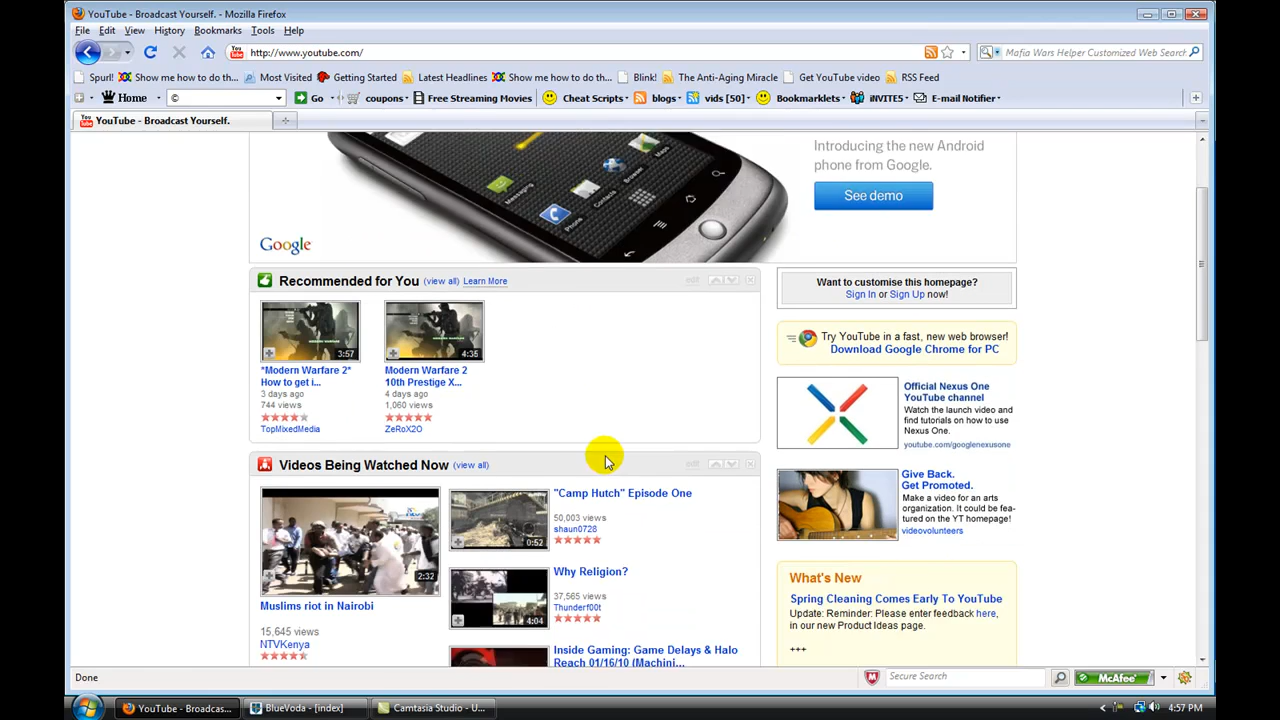 YouTube - Broadcast Yourself. - Mozilla Firefox
File Edit View History Bookmarks Tools Help
You http://www.youtube.com/ Mafia Wars Helper Customized Web Search
Spurl! Show me how to do th... Most Visited Getting Started Latest Headlines Show me how to do th... Blink! The Anti-Aging Miracle Get YouTube video RSS Feed
Home © Go coupons Free Streaming Movies Cheat Scripts blogs vids [50] Bookmarklets iNViTES E-mail Notifier
You YouTube - Broadcast Yourself.
Introducing the new Android
phone from Google.
See demo
Messaging Phone Contacts Browser Maps
Google
Recommended for You (view all) Learn More edit
3:57
*Modern Warfare 2*
How to get i...
3 days ago
744 views
TopMixedMedia
4:35
Modern Warfare 2
10th Prestige X...
4 days ago
1,060 views
ZeRoX2O
Videos Being Watched Now (view all) edit
2:32
Muslims riot in Nairobi
15,645 views
NTVKenya
0:52
"Camp Hutch" Episode One
50,003 views
shaun0728
4:04
Why Religion?
37,565 views
Thunderf00t
Inside Gaming: Game Delays & Halo
Reach 01/16/10 (Machini...
Want to customise this homepage?
Sign In or Sign Up now!
Try YouTube in a fast, new web browser!
Download Google Chrome for PC
Official Nexus One
YouTube channel
Watch the launch video and
find tutorials on how to use
Nexus One.
youtube.com/googlenexusone
Give Back.
Get Promoted.
Make a video for an arts
organization. It could be fea-
tured on the YT homepage!
videovolunteers
What's New
Spring Cleaning Comes Early To YouTube
Update: Reminder: Please enter feedback here,
in our new Product Ideas page.
+++
Done Secure Search McAfee
YouTube - Broadcas... BlueVoda - [index] Camtasia Studio - U... 4:57 PM